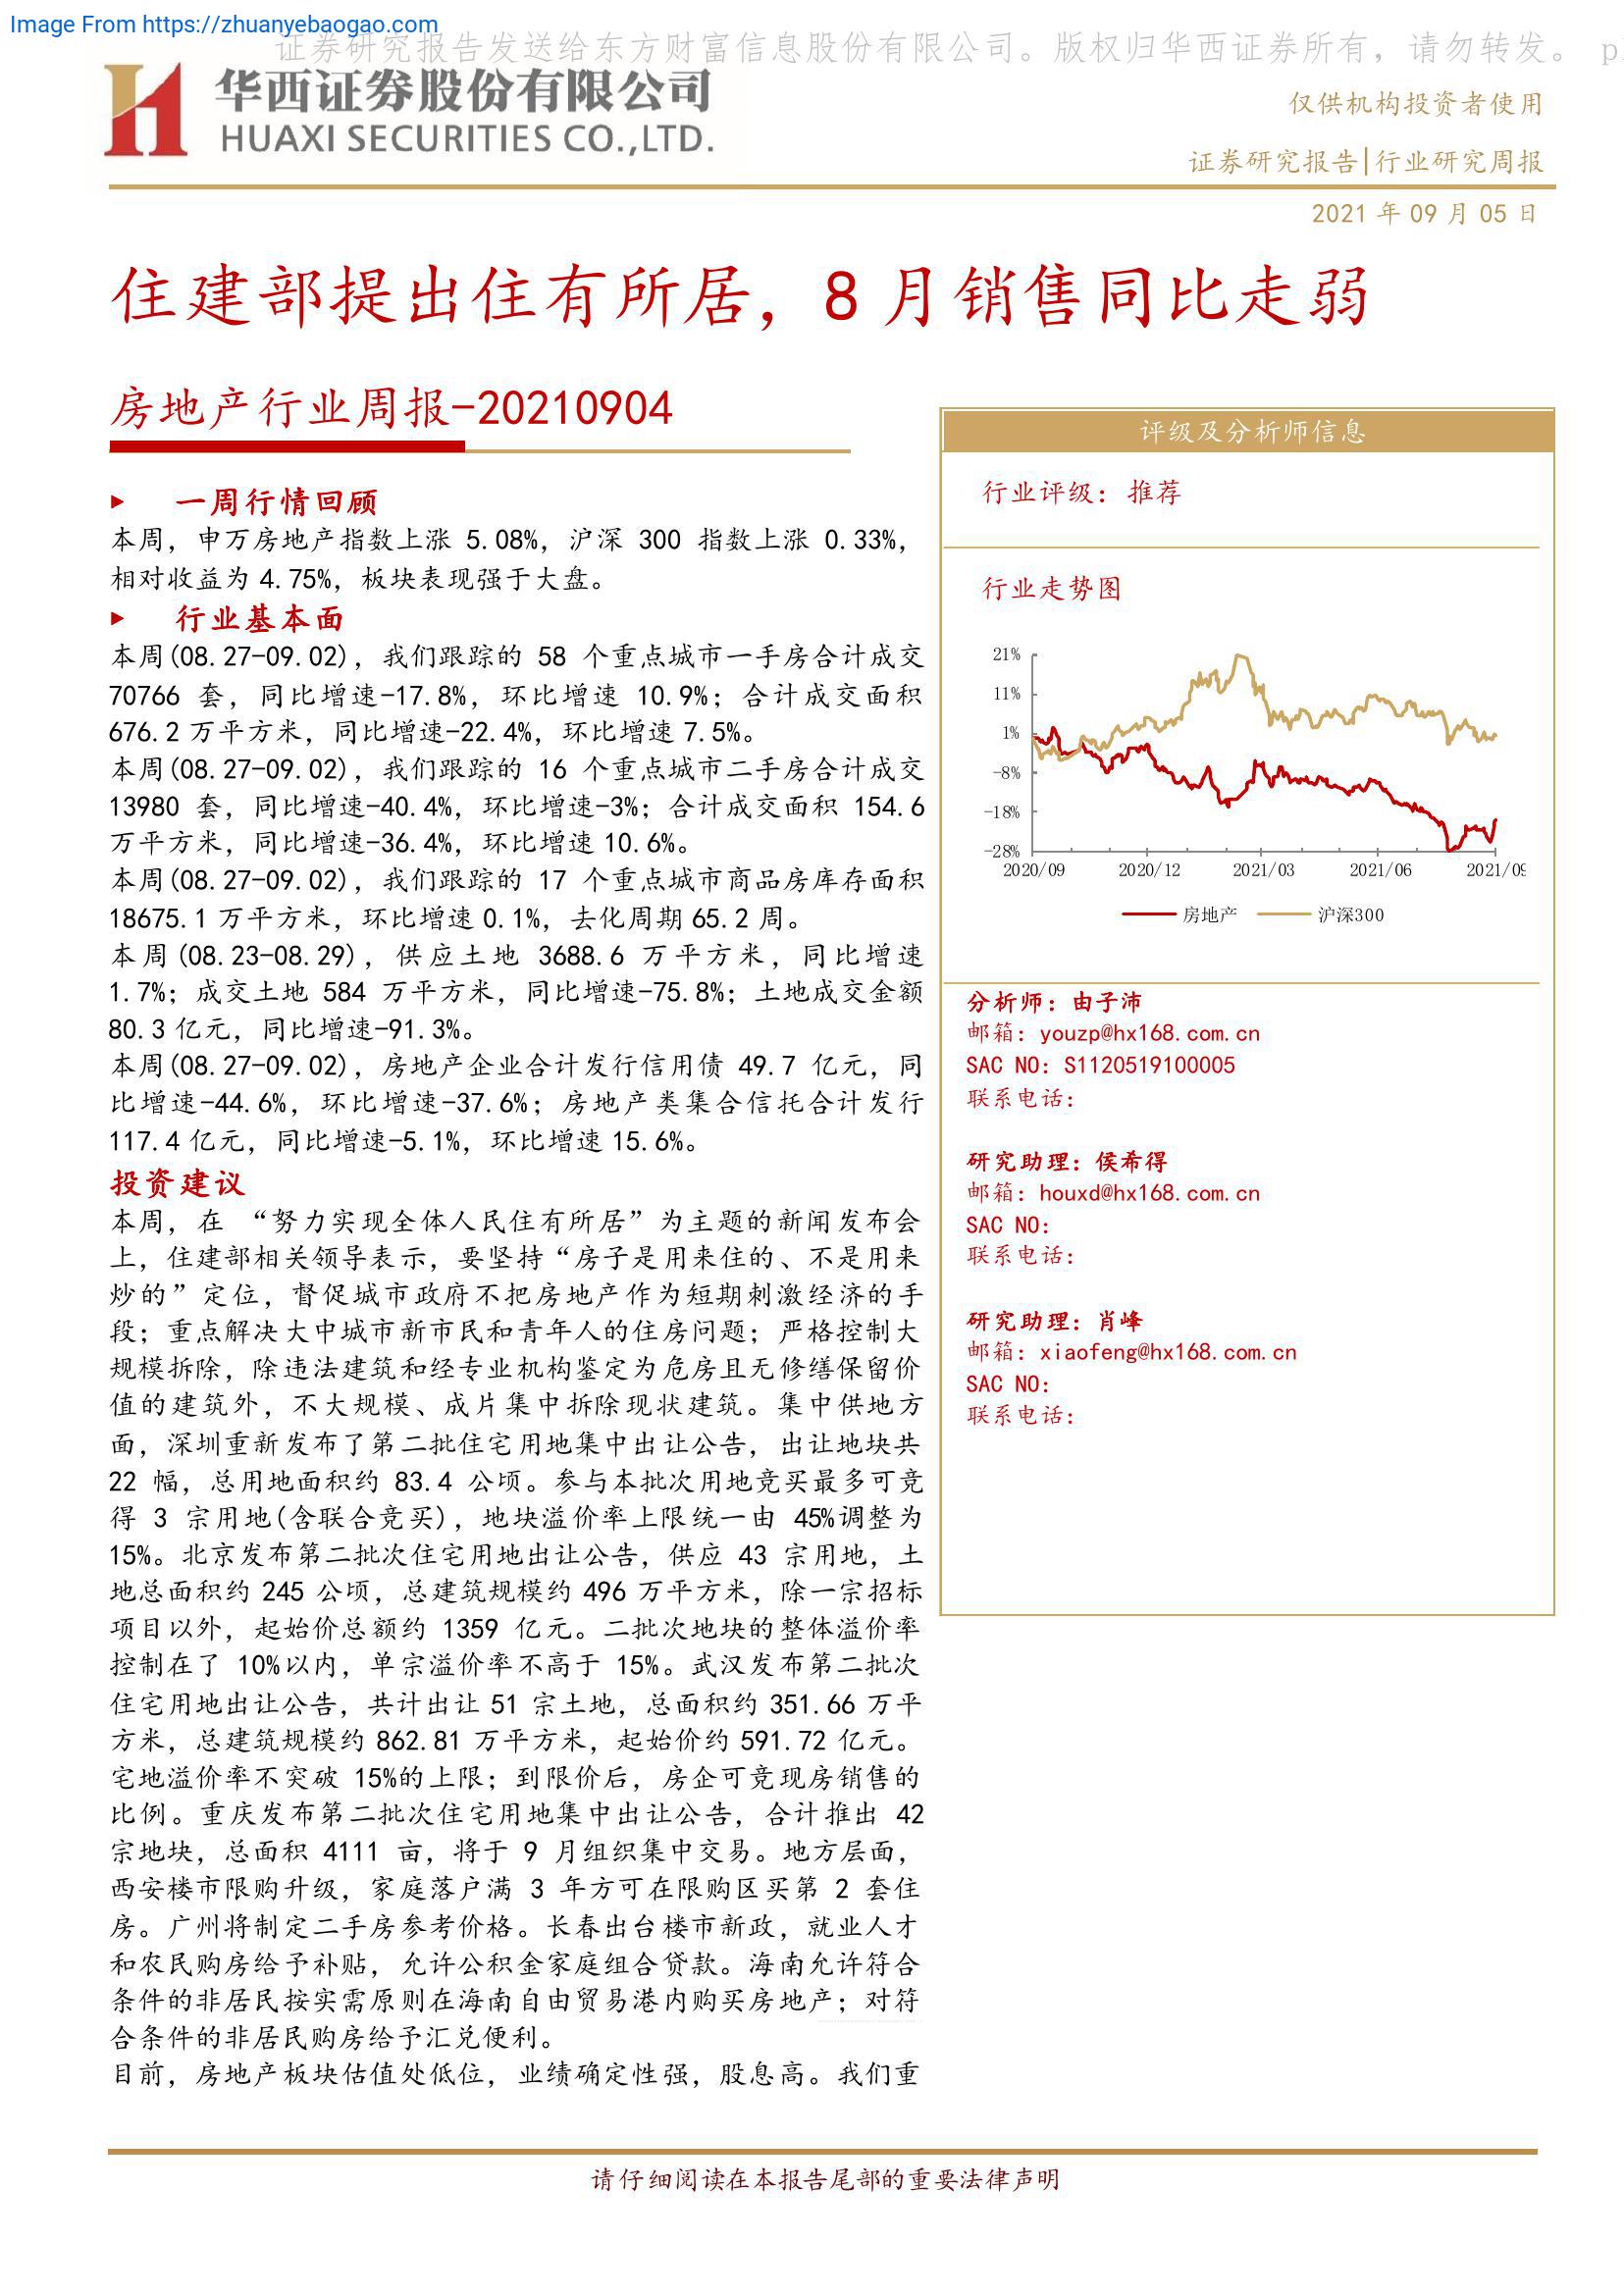 Image From https://zhuanyebaogao.com
证券研究报告发送给东方财富信息股份有限公司。版权归华西证券所有，请勿转发。 p
华西证券股份有限公司
HUAXI SECURITIES CO.,LTD.
仅供机构投资者使用
证券研究报告|行业研究周报
2021 年 09 月 05 日
住建部提出住有所居，8 月销售同比走弱
房地产行业周报-20210904
一周行情回顾
本周，申万房地产指数上涨 5.08%，沪深 300 指数上涨 0.33%，
相对收益为 4.75%，板块表现强于大盘。
行业基本面
本周(08.27-09.02)，我们跟踪的 58 个重点城市一手房合计成交
70766 套，同比增速-17.8%，环比增速 10.9%；合计成交面积
676.2 万平方米，同比增速-22.4%，环比增速 7.5%。
本周(08.27-09.02)，我们跟踪的 16 个重点城市二手房合计成交
13980 套，同比增速-40.4%，环比增速-3%；合计成交面积 154.6
万平方米，同比增速-36.4%，环比增速 10.6%。
本周(08.27-09.02)，我们跟踪的 17 个重点城市商品房库存面积
18675.1 万平方米，环比增速 0.1%，去化周期 65.2 周。
本周(08.23-08.29)，供应土地 3688.6 万平方米，同比增速
1.7%；成交土地 584 万平方米，同比增速-75.8%；土地成交金额
80.3 亿元，同比增速-91.3%。
本周(08.27-09.02)，房地产企业合计发行信用债 49.7 亿元，同
比增速-44.6%，环比增速-37.6%；房地产类集合信托合计发行
117.4 亿元，同比增速-5.1%，环比增速 15.6%。
投资建议
本周，在 “努力实现全体人民住有所居”为主题的新闻发布会
上，住建部相关领导表示，要坚持“房子是用来住的、不是用来
炒的”定位，督促城市政府不把房地产作为短期刺激经济的手
段；重点解决大中城市新市民和青年人的住房问题；严格控制大
规模拆除，除违法建筑和经专业机构鉴定为危房且无修缮保留价
值的建筑外，不大规模、成片集中拆除现状建筑。集中供地方
面，深圳重新发布了第二批住宅用地集中出让公告，出让地块共
22 幅，总用地面积约 83.4 公顷。参与本批次用地竞买最多可竞
得 3 宗用地(含联合竞买)，地块溢价率上限统一由 45%调整为
15%。北京发布第二批次住宅用地出让公告，供应 43 宗用地，土
地总面积约 245 公顷，总建筑规模约 496 万平方米，除一宗招标
项目以外，起始价总额约 1359 亿元。二批次地块的整体溢价率
控制在了 10%以内，单宗溢价率不高于 15%。武汉发布第二批次
住宅用地出让公告，共计出让 51 宗土地，总面积约 351.66 万平
方米，总建筑规模约 862.81 万平方米，起始价约 591.72 亿元。
宅地溢价率不突破 15%的上限；到限价后，房企可竞现房销售的
比例。重庆发布第二批次住宅用地集中出让公告，合计推出 42
宗地块，总面积 4111 亩，将于 9 月组织集中交易。地方层面，
西安楼市限购升级，家庭落户满 3 年方可在限购区买第 2 套住
房。广州将制定二手房参考价格。长春出台楼市新政，就业人才
和农民购房给予补贴，允许公积金家庭组合贷款。海南允许符合
条件的非居民按实需原则在海南自由贸易港内购买房地产；对符
合条件的非居民购房给予汇兑便利。
目前，房地产板块估值处低位，业绩确定性强，股息高。我们重
评级及分析师信息
行业评级：推荐
行业走势图
21%
11%
1%
-8%
-18%
-28%
2020/09 2020/12 2021/03 2021/06 2021/09
房地产 沪深300
分析师：由子沛
邮箱：youzp@hx168.com.cn
SAC NO：S1120519100005
联系电话：
研究助理：侯希得
邮箱：houxd@hx168.com.cn
SAC NO：
联系电话：
研究助理：肖峰
邮箱：xiaofeng@hx168.com.cn
SAC NO：
联系电话：
请仔细阅读在本报告尾部的重要法律声明